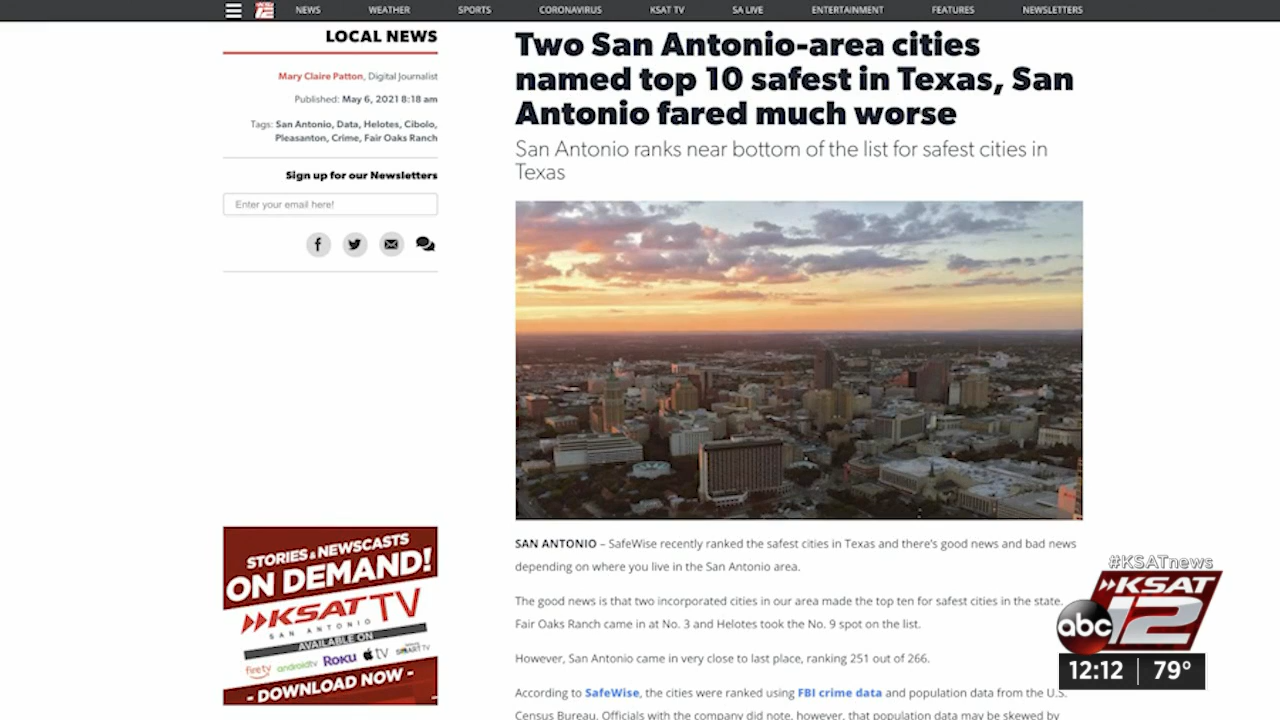 NEWS WEATHER SPORTS CORONAVIRUS KSAT TV SA LIVE ENTERTAINMENT FEATURES NEWSLETTERS
LOCAL NEWS
Mary Claire Patton, Digital Journalist
Published: May 6, 2021 8:18 am
Tags: San Antonio, Data, Helotes, Cibolo,
Pleasanton, Crime, Fair Oaks Ranch
Sign up for our Newsletters
Enter your email here!
STORIES & NEWSCASTS
ON DEMAND!
KSAT TV
SAN ANTONIO
AVAILABLE ON
firetv androidtv Roku tv SMART TV
- DOWNLOAD NOW -
Two San Antonio-area cities
named top 10 safest in Texas, San
Antonio fared much worse
San Antonio ranks near bottom of the list for safest cities in
Texas
SAN ANTONIO – SafeWise recently ranked the safest cities in Texas and there's good news and bad news
depending on where you live in the San Antonio area.
The good news is that two incorporated cities in our area made the top ten for safest cities in the state.
Fair Oaks Ranch came in at No. 3 and Helotes took the No. 9 spot on the list.
However, San Antonio came in very close to last place, ranking 251 out of 266.
According to SafeWise, the cities were ranked using FBI crime data and population data from the U.S.
Census Bureau. Officials with the company did note, however, that population data may be skewed by
#KSATnews
KSAT
abc 12
12:12 79°